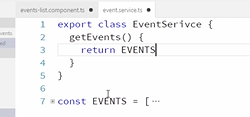 events-list.component.ts ● event.service.ts ●
1 export class EventSerivce {
2 getEvents() {
3 return EVENTS
4 }
5 }
6
7 const EVENTS = [ ...